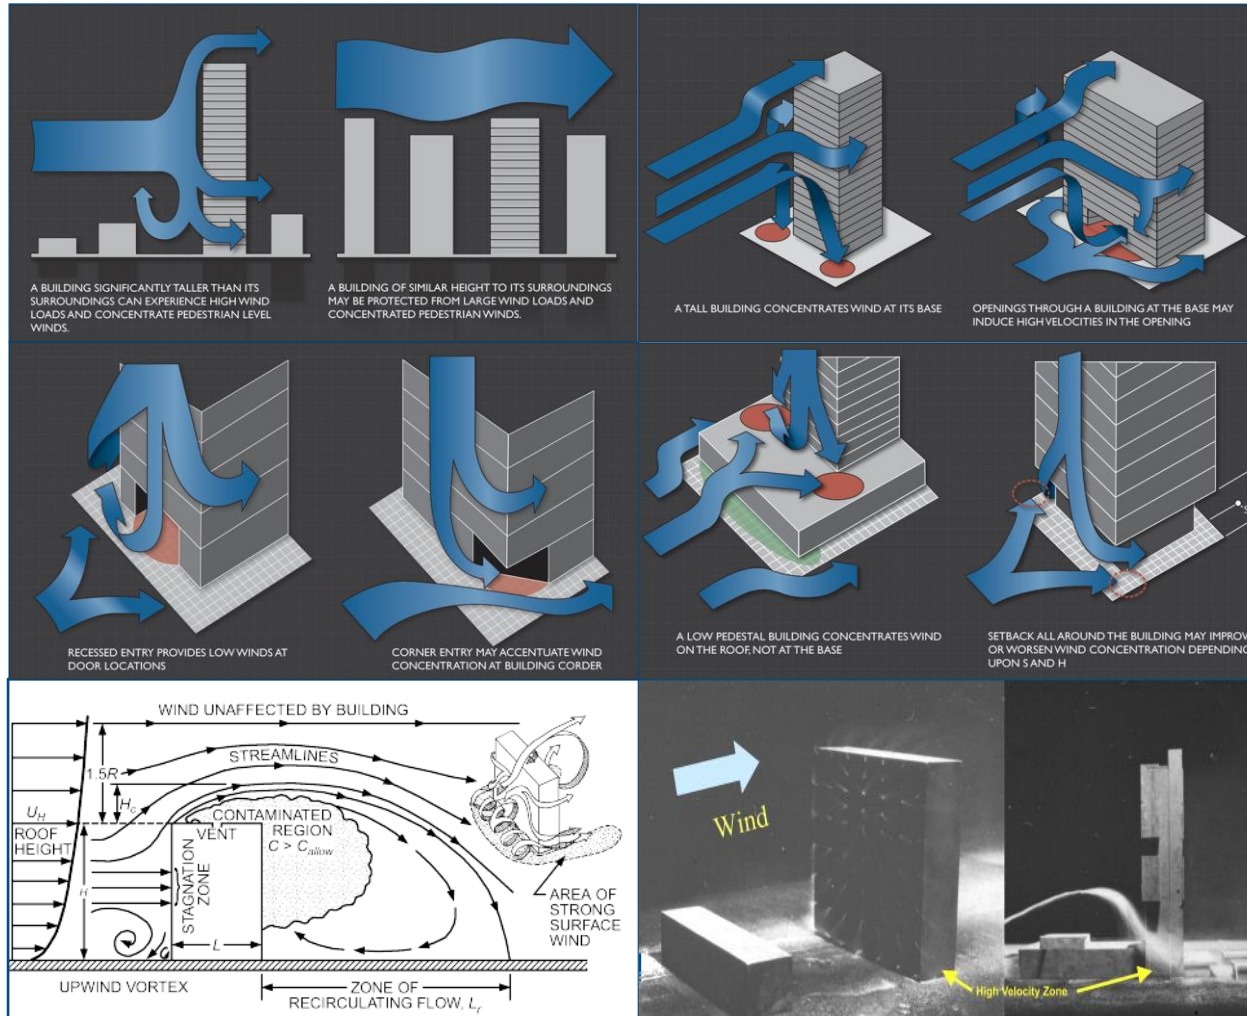 A BUILDING SIGNIFICANTLY TALLER THAN ITS
SURROUNDINGS CAN EXPERIENCE HIGH WIND
LOADS AND CONCENTRATE PEDESTRIAN LEVEL
WINDS.
A BUILDING OF SIMILAR HEIGHT TO ITS SURROUNDINGS
MAY BE PROTECTED FROM LARGE WIND LOADS AND
CONCENTRATED PEDESTRIAN WINDS.
A TALL BUILDING CONCENTRATES WIND AT ITS BASE
OPENINGS THROUGH A BUILDING AT THE BASE MAY
INDUCE HIGH VELOCITIES IN THE OPENING
RECESSED ENTRY PROVIDES LOW WINDS AT
DOOR LOCATIONS
CORNER ENTRY MAY ACCENTUATE WIND
CONCENTRATION AT BUILDING CORDER
A LOW PEDESTAL BUILDING CONCENTRATES WIND
ON THE ROOF, NOT AT THE BASE
SETBACK ALL AROUND THE BUILDING MAY IMPROV
OR WORSEN WIND CONCENTRATION DEPENDING
UPON S AND H
WIND UNAFFECTED BY BUILDING
STREAMLINES
1.5R
H_c
U_H
ROOF
HEIGHT
H
VENT
CONTAMINATED
REGION
C > C_allow
STAGNATION
ZONE
L
AREA OF
STRONG
SURFACE
WIND
UPWIND VORTEX
ZONE OF
RECIRCULATING FLOW, L_r
Wind
High Velocity Zone